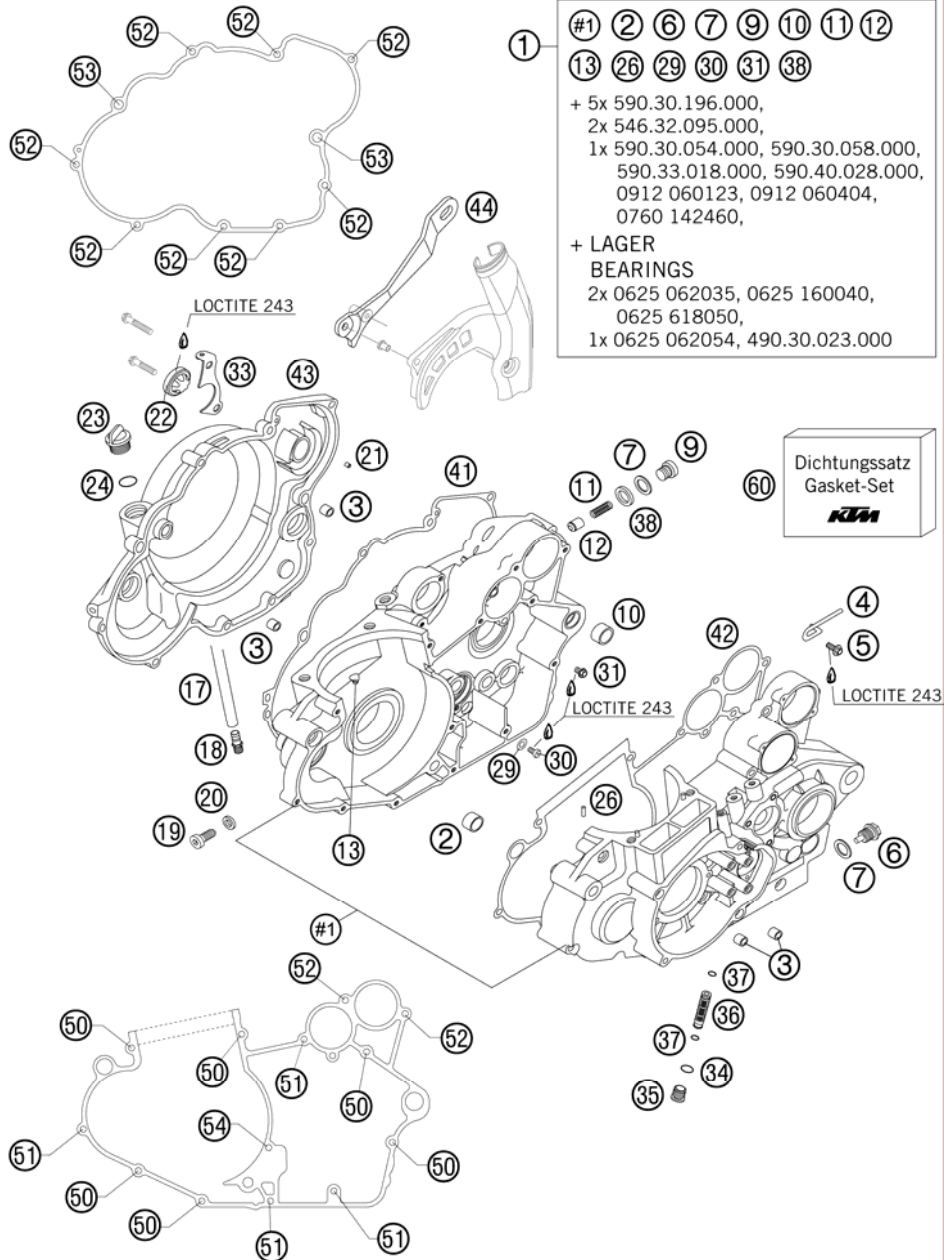 52 52 52
53
52
53
52
52 52 52 52
1
#1 2 6 7 9 10 11 12
13 26 29 30 31 38
+ 5x 590.30.196.000,
2x 546.32.095.000,
1x 590.30.054.000, 590.30.058.000,
590.33.018.000, 590.40.028.000,
0912 060123, 0912 060404,
0760 142460,
+ LAGER
BEARINGS
2x 0625 062035, 0625 160040,
0625 618050,
1x 0625 062054, 490.30.023.000
44
LOCTITE 243
33 43
22
23
24
21
3
41
11 7 9
12 38
60
Dichtungssatz
Gasket-Set
KTM
3
10
42
4
5
LOCTITE 243
31
LOCTITE 243
17
18
20
19
13
2
29 30
26
6
7
3
#1
37
36
37
34
35
52
50
52
50
51 50
54
51
50
50
50
51
51